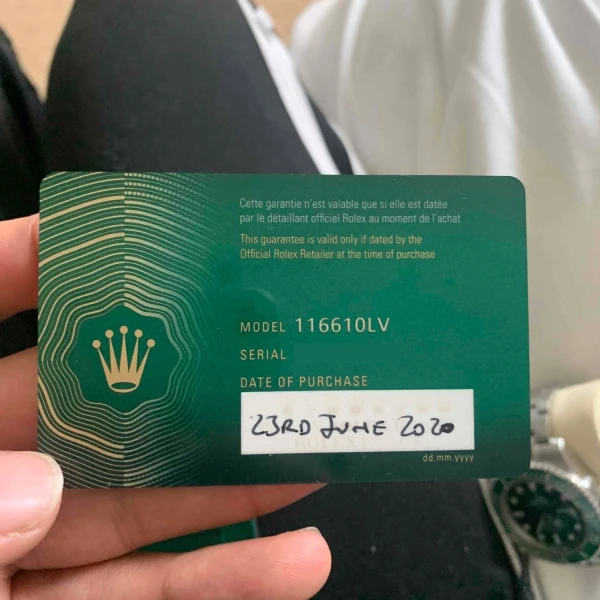 Cette garantie n'est valable que si elle est datée
par le détaillant officiel Rolex au moment de l'achat
This guarantee is valid only if dated by the
Official Rolex Retailer at the time of purchase
MODEL 116610LV
SERIAL
DATE OF PURCHASE
23RD JUNE 2020
dd.mm.yyyy